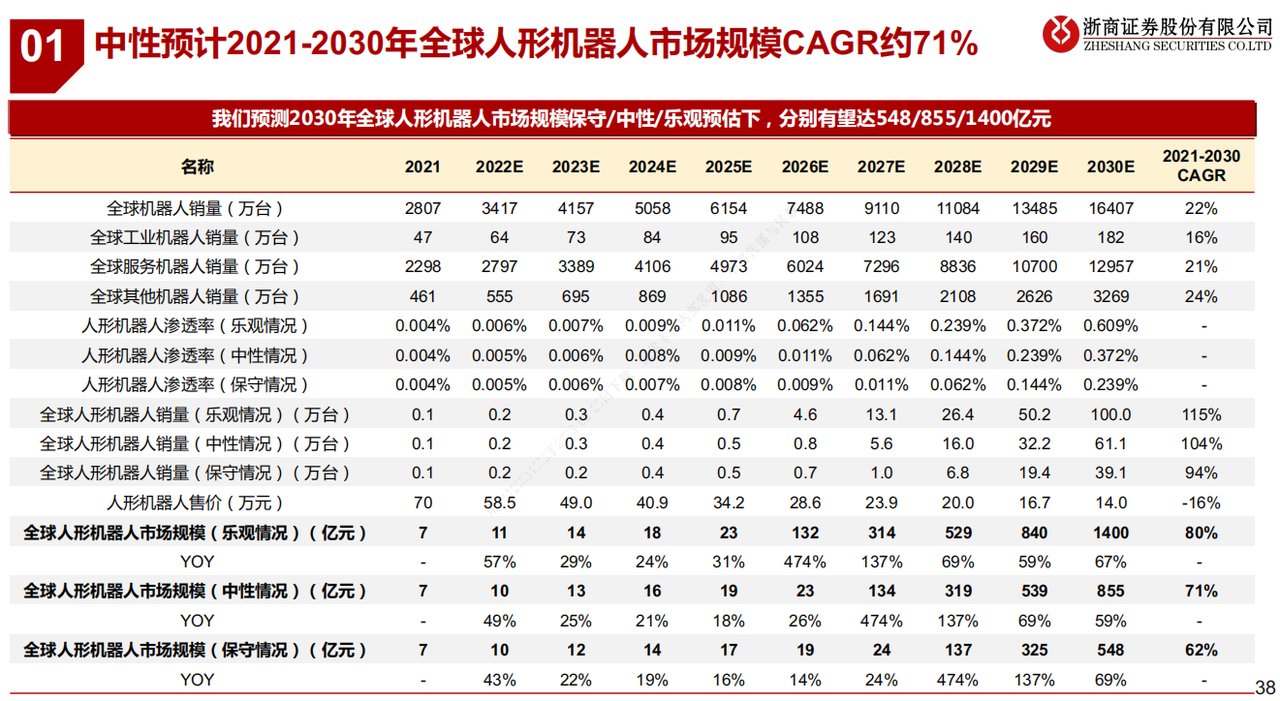 01 中性预计2021-2030年全球人形机器人市场规模CAGR约71%
浙商证券股份有限公司
ZHESHANG SECURITIES CO.LTD
我们预测2030年全球人形机器人市场规模保守/中性/乐观预估下，分别有望达548/855/1400亿元
名称 2021 2022E 2023E 2024E 2025E 2026E 2027E 2028E 2029E 2030E 2021-2030 CAGR
全球机器人销量（万台） 2807 3417 4157 5058 6154 7488 9110 11084 13485 16407 22%
全球工业机器人销量（万台） 47 64 73 84 95 108 123 140 160 182 16%
全球服务机器人销量（万台） 2298 2797 3389 4106 4973 6024 7296 8836 10700 12957 21%
全球其他机器人销量（万台） 461 555 695 869 1086 1355 1691 2108 2626 3269 24%
人形机器人渗透率（乐观情况） 0.004% 0.006% 0.007% 0.009% 0.011% 0.062% 0.144% 0.239% 0.372% 0.609% -
人形机器人渗透率（中性情况） 0.004% 0.005% 0.006% 0.008% 0.009% 0.011% 0.062% 0.144% 0.239% 0.372% -
人形机器人渗透率（保守情况） 0.004% 0.005% 0.006% 0.007% 0.008% 0.009% 0.011% 0.062% 0.144% 0.239% -
全球人形机器人销量（乐观情况）（万台） 0.1 0.2 0.3 0.4 0.7 4.6 13.1 26.4 50.2 100.0 115%
全球人形机器人销量（中性情况）（万台） 0.1 0.2 0.3 0.4 0.5 0.8 5.6 16.0 32.2 61.1 104%
全球人形机器人销量（保守情况）（万台） 0.1 0.2 0.2 0.4 0.5 0.7 1.0 6.8 19.4 39.1 94%
人形机器人售价（万元） 70 58.5 49.0 40.9 34.2 28.6 23.9 20.0 16.7 14.0 -16%
全球人形机器人市场规模（乐观情况）（亿元） 7 11 14 18 23 132 314 529 840 1400 80%
YOY - 57% 29% 24% 31% 474% 137% 69% 59% 67% -
全球人形机器人市场规模（中性情况）（亿元） 7 10 13 16 19 23 134 319 539 855 71%
YOY - 49% 25% 21% 18% 26% 474% 137% 69% 59% -
全球人形机器人市场规模（保守情况）（亿元） 7 10 12 14 17 19 24 137 325 548 62%
YOY - 43% 22% 19% 16% 14% 24% 474% 137% 69% -
38